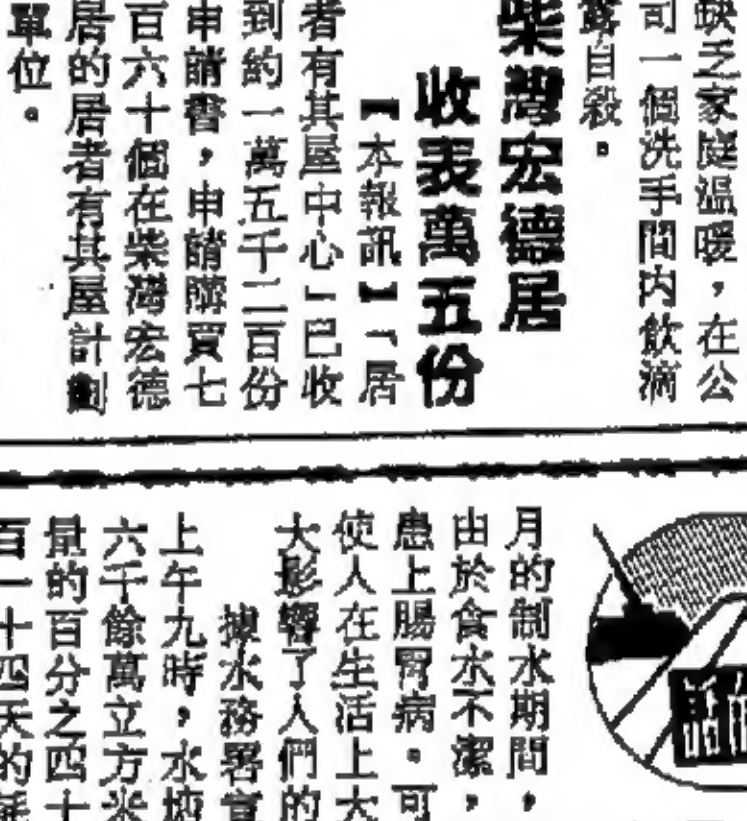 缺乏家庭温暖，在公
司一個洗手間内飲滴
露自殺。
柴灣宏德居
收表萬五份
【本報訊】「居
者有其屋中心」已收
到約一萬五千二百份
申請書，申請購買七
百六十個在柴灣宏德
居的居者有其屋計劃
單位。
月的制水期間，
由於食水不潔，
患上腸胃病。可
使人在生活上大
大影響了人們的
據水務署宣
上午九時，水塘
六千餘萬立方米
量的百分之四十
百一十四天的
話